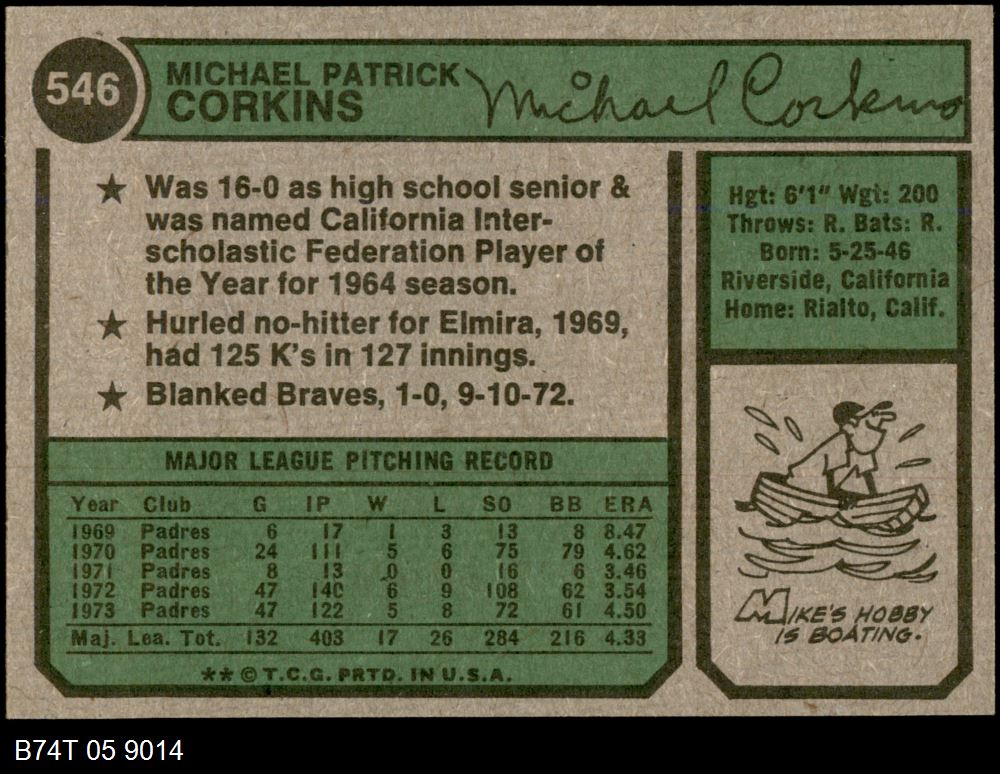 546
MICHAEL PATRICK
CORKINS
Michael Corkins
★ Was 16-0 as high school senior &
was named California Inter-
scholastic Federation Player of
the Year for 1964 season.
★ Hurled no-hitter for Elmira, 1969,
had 125 K's in 127 innings.
★ Blanked Braves, 1-0, 9-10-72.
Hgt: 6'1" Wgt: 200
Throws: R. Bats: R.
Born: 5-25-46
Riverside, California
Home: Rialto, Calif.
MIKE'S HOBBY
IS BOATING.
MAJOR LEAGUE PITCHING RECORD
Year Club G IP W L SO BB ERA
1969 Padres 6 17 1 3 13 8 8.47
1970 Padres 24 111 5 6 75 79 4.62
1971 Padres 8 13 0 0 16 6 3.46
1972 Padres 47 140 6 9 108 62 3.54
1973 Padres 47 122 5 8 72 61 4.50
Maj. Lea. Tot. 132 403 17 26 284 216 4.33
** © T.C.G. PRTD. IN U.S.A.
B74T 05 9014